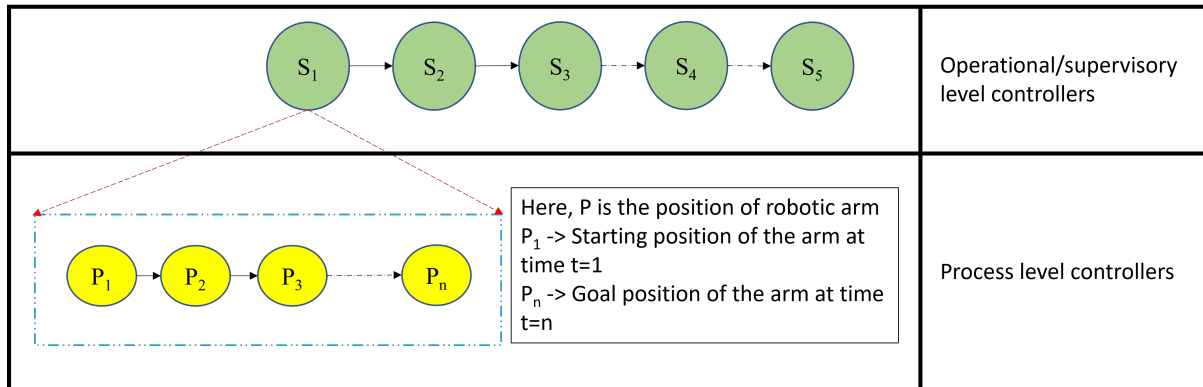 S₁ S₂ S₃ S₄ S₅
Operational/supervisory
level controllers
Here, P is the position of robotic arm
P₁ -> Starting position of the arm at
time t=1
Pₙ -> Goal position of the arm at time
t=n
P₁ P₂ P₃ Pₙ
Process level controllers